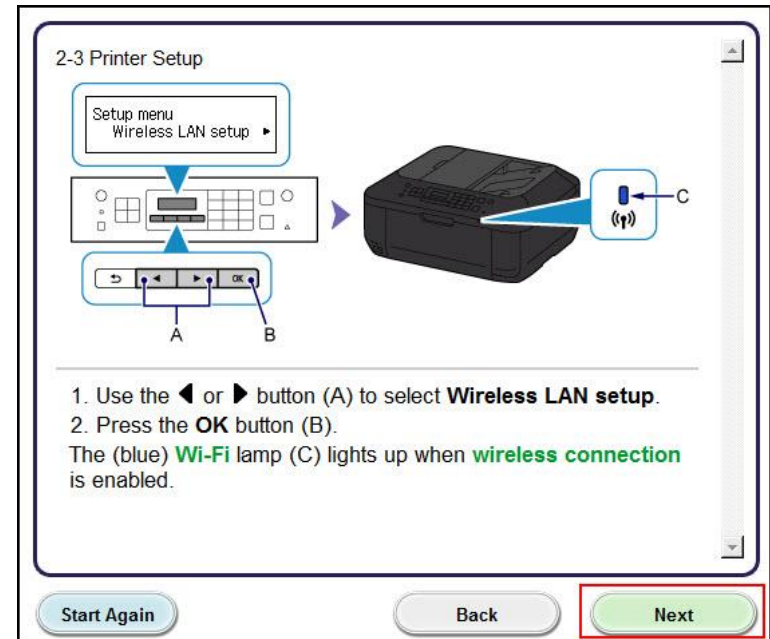 2-3 Printer Setup
Setup menu
Wireless LAN setup ▶
C
OK
A
B
1. Use the ◀ or ▶ button (A) to select Wireless LAN setup.
2. Press the OK button (B).
The (blue) Wi-Fi lamp (C) lights up when wireless connection
is enabled.
Start Again
Back
Next